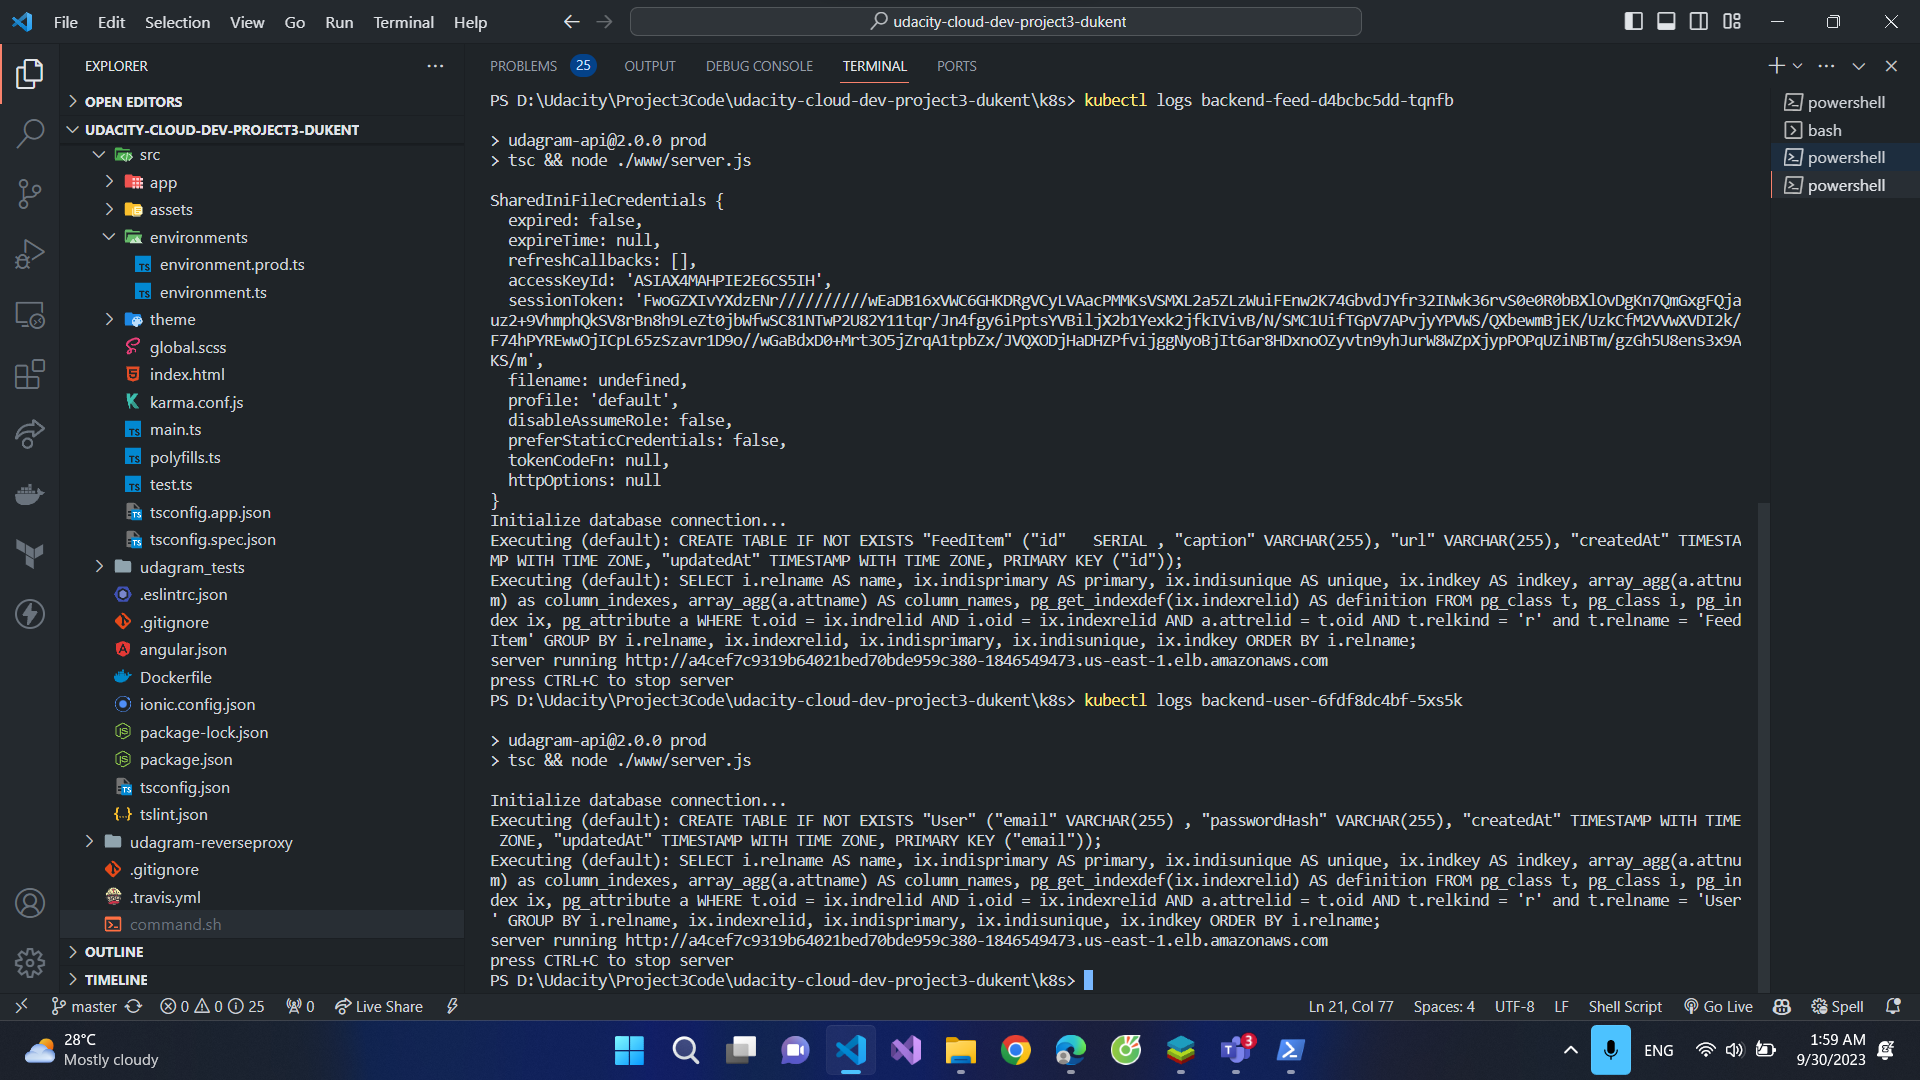 File Edit Selection View Go Run Terminal Help
udacity-cloud-dev-project3-dukent
EXPLORER
OPEN EDITORS
UDACITY-CLOUD-DEV-PROJECT3-DUKENT
src
app
assets
environments
environment.prod.ts
environment.ts
theme
global.scss
index.html
karma.conf.js
main.ts
polyfills.ts
test.ts
tsconfig.app.json
tsconfig.spec.json
udagram_tests
.eslintrc.json
.gitignore
angular.json
Dockerfile
ionic.config.json
package-lock.json
package.json
tsconfig.json
tslint.json
udagram-reverseproxy
.gitignore
.travis.yml
command.sh
OUTLINE
TIMELINE
PROBLEMS 25 OUTPUT DEBUG CONSOLE TERMINAL PORTS
PS D:\Udacity\Project3Code\udacity-cloud-dev-project3-dukent\k8s> kubectl logs backend-feed-d4bcbc5dd-tqnfb
> udagram-api@2.0.0 prod
> tsc && node ./www/server.js
SharedIniFileCredentials {
expired: false,
expireTime: null,
refreshCallbacks: [],
accessKeyId: 'ASIAX4MAHPIE2E6CS5IH',
sessionToken: 'FwoGZXIvYXdzENr//////////wEaDB16xVWC6GHKDRgVCyLVAacPMMKsVSMXL2a5ZLzWuiFEnw2K74GbvdJYfr32INwk36rvS0e0R0bBXlOvDgKn7QmGxgFQja
uz2+9VhmphQkSV8rBn8h9LeZt0jbWfwSC81NTwP2U82Y11tqr/Jn4fgy6iPptsYVBiljX2b1Yexk2jfkIVivB/N/SMC1UifTGpV7APvjyYPVWS/QXbewmBjEK/UzkCfM2VVwXVDI2k/
F74hPYREwwOjICpL65zSzavr1D9o//wGaBdxD0+Mrt3O5jZrqA1tpbZx/JVQXODjHaDHZPfvijggNyoBjIt6ar8HDxnoOZyvtn9yhJurW8WZpXjypPOPqUZiNBTm/gzGh5U8ens3x9A
KS/m',
filename: undefined,
profile: 'default',
disableAssumeRole: false,
preferStaticCredentials: false,
tokenCodeFn: null,
httpOptions: null
}
Initialize database connection...
Executing (default): CREATE TABLE IF NOT EXISTS "FeedItem" ("id"   SERIAL , "caption" VARCHAR(255), "url" VARCHAR(255), "createdAt" TIMESTA
MP WITH TIME ZONE, "updatedAt" TIMESTAMP WITH TIME ZONE, PRIMARY KEY ("id"));
Executing (default): SELECT i.relname AS name, ix.indisprimary AS primary, ix.indisunique AS unique, ix.indkey AS indkey, array_agg(a.attnu
m) as column_indexes, array_agg(a.attname) AS column_names, pg_get_indexdef(ix.indexrelid) AS definition FROM pg_class t, pg_class i, pg_in
dex ix, pg_attribute a WHERE t.oid = ix.indrelid AND i.oid = ix.indexrelid AND a.attrelid = t.oid AND t.relkind = 'r' and t.relname = 'Feed
Item' GROUP BY i.relname, ix.indexrelid, ix.indisprimary, ix.indisunique, ix.indkey ORDER BY i.relname;
server running http://a4cef7c9319b64021bed70bde959c380-1846549473.us-east-1.elb.amazonaws.com
press CTRL+C to stop server
PS D:\Udacity\Project3Code\udacity-cloud-dev-project3-dukent\k8s> kubectl logs backend-user-6fdf8dc4bf-5xs5k
> udagram-api@2.0.0 prod
> tsc && node ./www/server.js
Initialize database connection...
Executing (default): CREATE TABLE IF NOT EXISTS "User" ("email" VARCHAR(255) , "passwordHash" VARCHAR(255), "createdAt" TIMESTAMP WITH TIME
ZONE, "updatedAt" TIMESTAMP WITH TIME ZONE, PRIMARY KEY ("email"));
Executing (default): SELECT i.relname AS name, ix.indisprimary AS primary, ix.indisunique AS unique, ix.indkey AS indkey, array_agg(a.attnu
m) as column_indexes, array_agg(a.attname) AS column_names, pg_get_indexdef(ix.indexrelid) AS definition FROM pg_class t, pg_class i, pg_in
dex ix, pg_attribute a WHERE t.oid = ix.indrelid AND i.oid = ix.indexrelid AND a.attrelid = t.oid AND t.relkind = 'r' and t.relname = 'User
' GROUP BY i.relname, ix.indexrelid, ix.indisprimary, ix.indisunique, ix.indkey ORDER BY i.relname;
server running http://a4cef7c9319b64021bed70bde959c380-1846549473.us-east-1.elb.amazonaws.com
press CTRL+C to stop server
PS D:\Udacity\Project3Code\udacity-cloud-dev-project3-dukent\k8s>
powershell
bash
powershell
powershell
master 0 0 25 0 Live Share Ln 21, Col 77 Spaces: 4 UTF-8 LF Shell Script Go Live Spell
28°C
Mostly cloudy
3
ENG
1:59 AM
9/30/2023